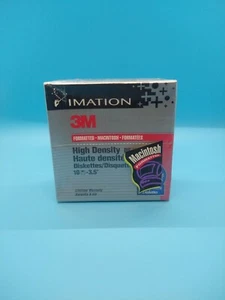 IMATION
3M
FORMATTED • MACINTOSH • FORMATÉES
High Density
Haute densité
Diskettes/Disquettes
10 3.5"
Macintosh